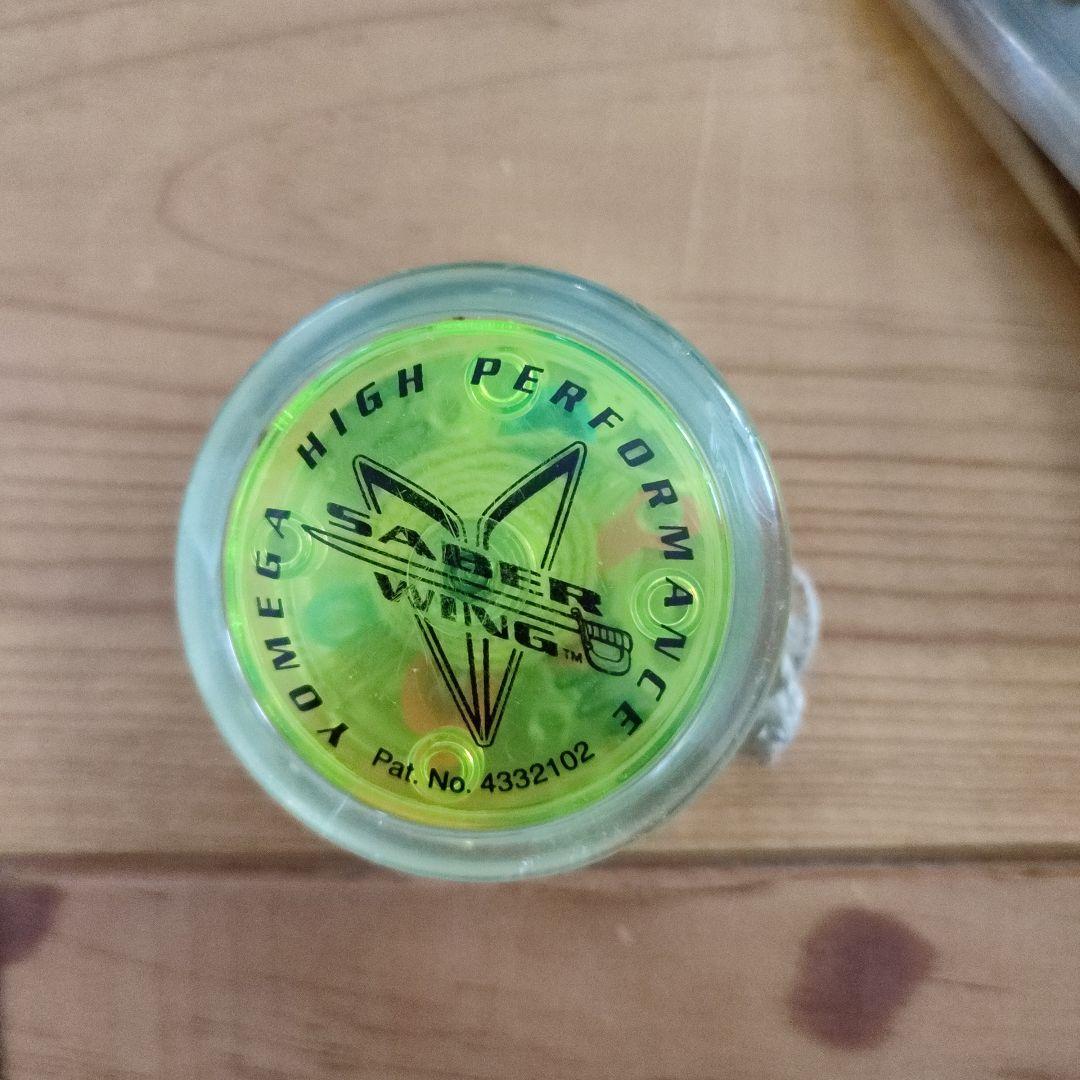 YOMEGA HIGH PERFORMANCE
SABER
WING™
Pat. No. 4332102